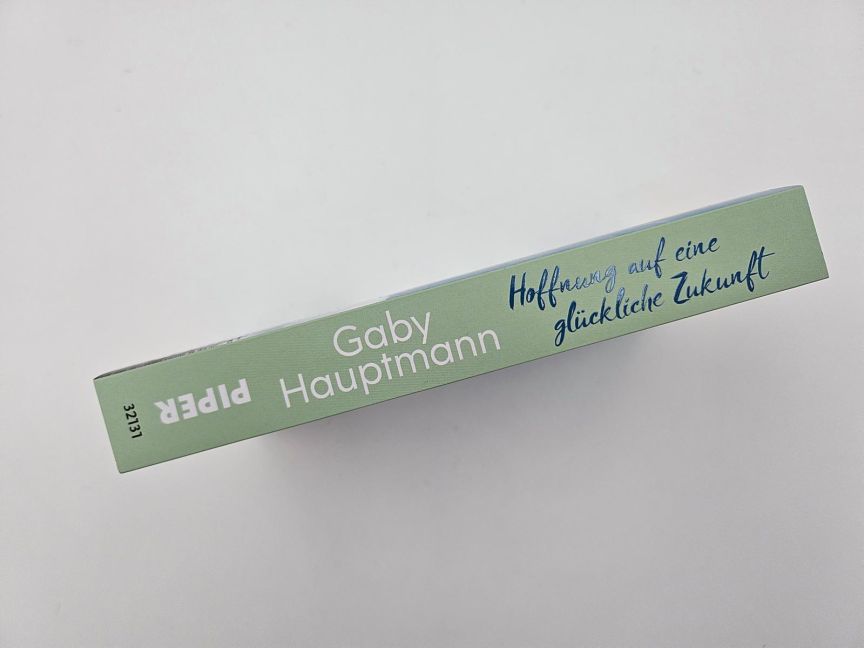 32131
PIPER
Gaby
Hauptmann
Hoffnung auf eine
glückliche Zukunft